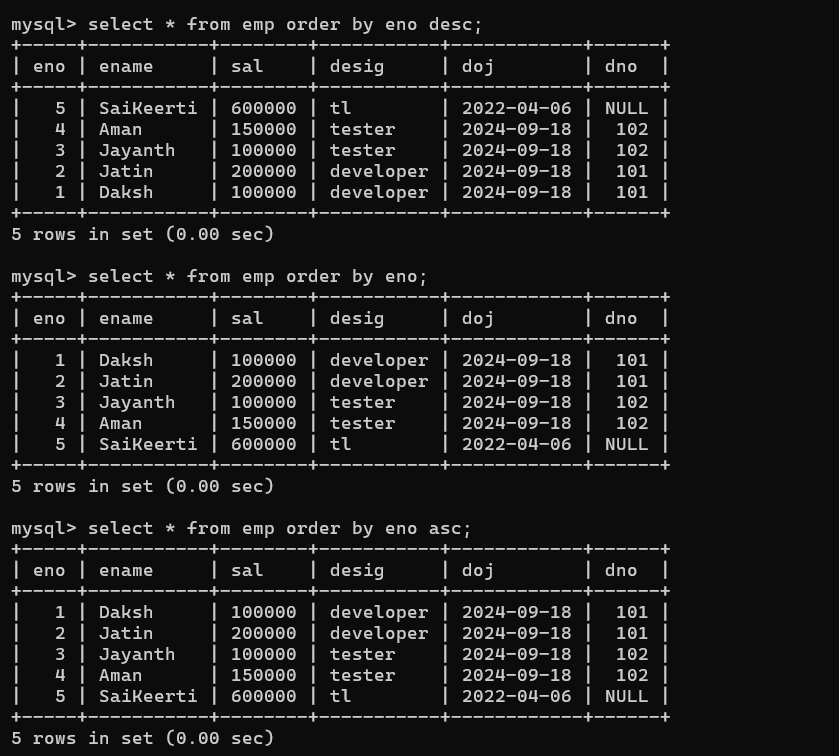 mysql> select * from emp order by eno desc;
+-----+-----------+--------+-----------+------------+------+
| eno | ename     | sal    | desig     | doj        | dno  |
+-----+-----------+--------+-----------+------------+------+
|   5 | SaiKeerti | 600000 | tl        | 2022-04-06 | NULL |
|   4 | Aman      | 150000 | tester    | 2024-09-18 |  102 |
|   3 | Jayanth   | 100000 | tester    | 2024-09-18 |  102 |
|   2 | Jatin     | 200000 | developer | 2024-09-18 |  101 |
|   1 | Daksh     | 100000 | developer | 2024-09-18 |  101 |
+-----+-----------+--------+-----------+------------+------+
5 rows in set (0.00 sec)

mysql> select * from emp order by eno;
+-----+-----------+--------+-----------+------------+------+
| eno | ename     | sal    | desig     | doj        | dno  |
+-----+-----------+--------+-----------+------------+------+
|   1 | Daksh     | 100000 | developer | 2024-09-18 |  101 |
|   2 | Jatin     | 200000 | developer | 2024-09-18 |  101 |
|   3 | Jayanth   | 100000 | tester    | 2024-09-18 |  102 |
|   4 | Aman      | 150000 | tester    | 2024-09-18 |  102 |
|   5 | SaiKeerti | 600000 | tl        | 2022-04-06 | NULL |
+-----+-----------+--------+-----------+------------+------+
5 rows in set (0.00 sec)

mysql> select * from emp order by eno asc;
+-----+-----------+--------+-----------+------------+------+
| eno | ename     | sal    | desig     | doj        | dno  |
+-----+-----------+--------+-----------+------------+------+
|   1 | Daksh     | 100000 | developer | 2024-09-18 |  101 |
|   2 | Jatin     | 200000 | developer | 2024-09-18 |  101 |
|   3 | Jayanth   | 100000 | tester    | 2024-09-18 |  102 |
|   4 | Aman      | 150000 | tester    | 2024-09-18 |  102 |
|   5 | SaiKeerti | 600000 | tl        | 2022-04-06 | NULL |
+-----+-----------+--------+-----------+------------+------+
5 rows in set (0.00 sec)